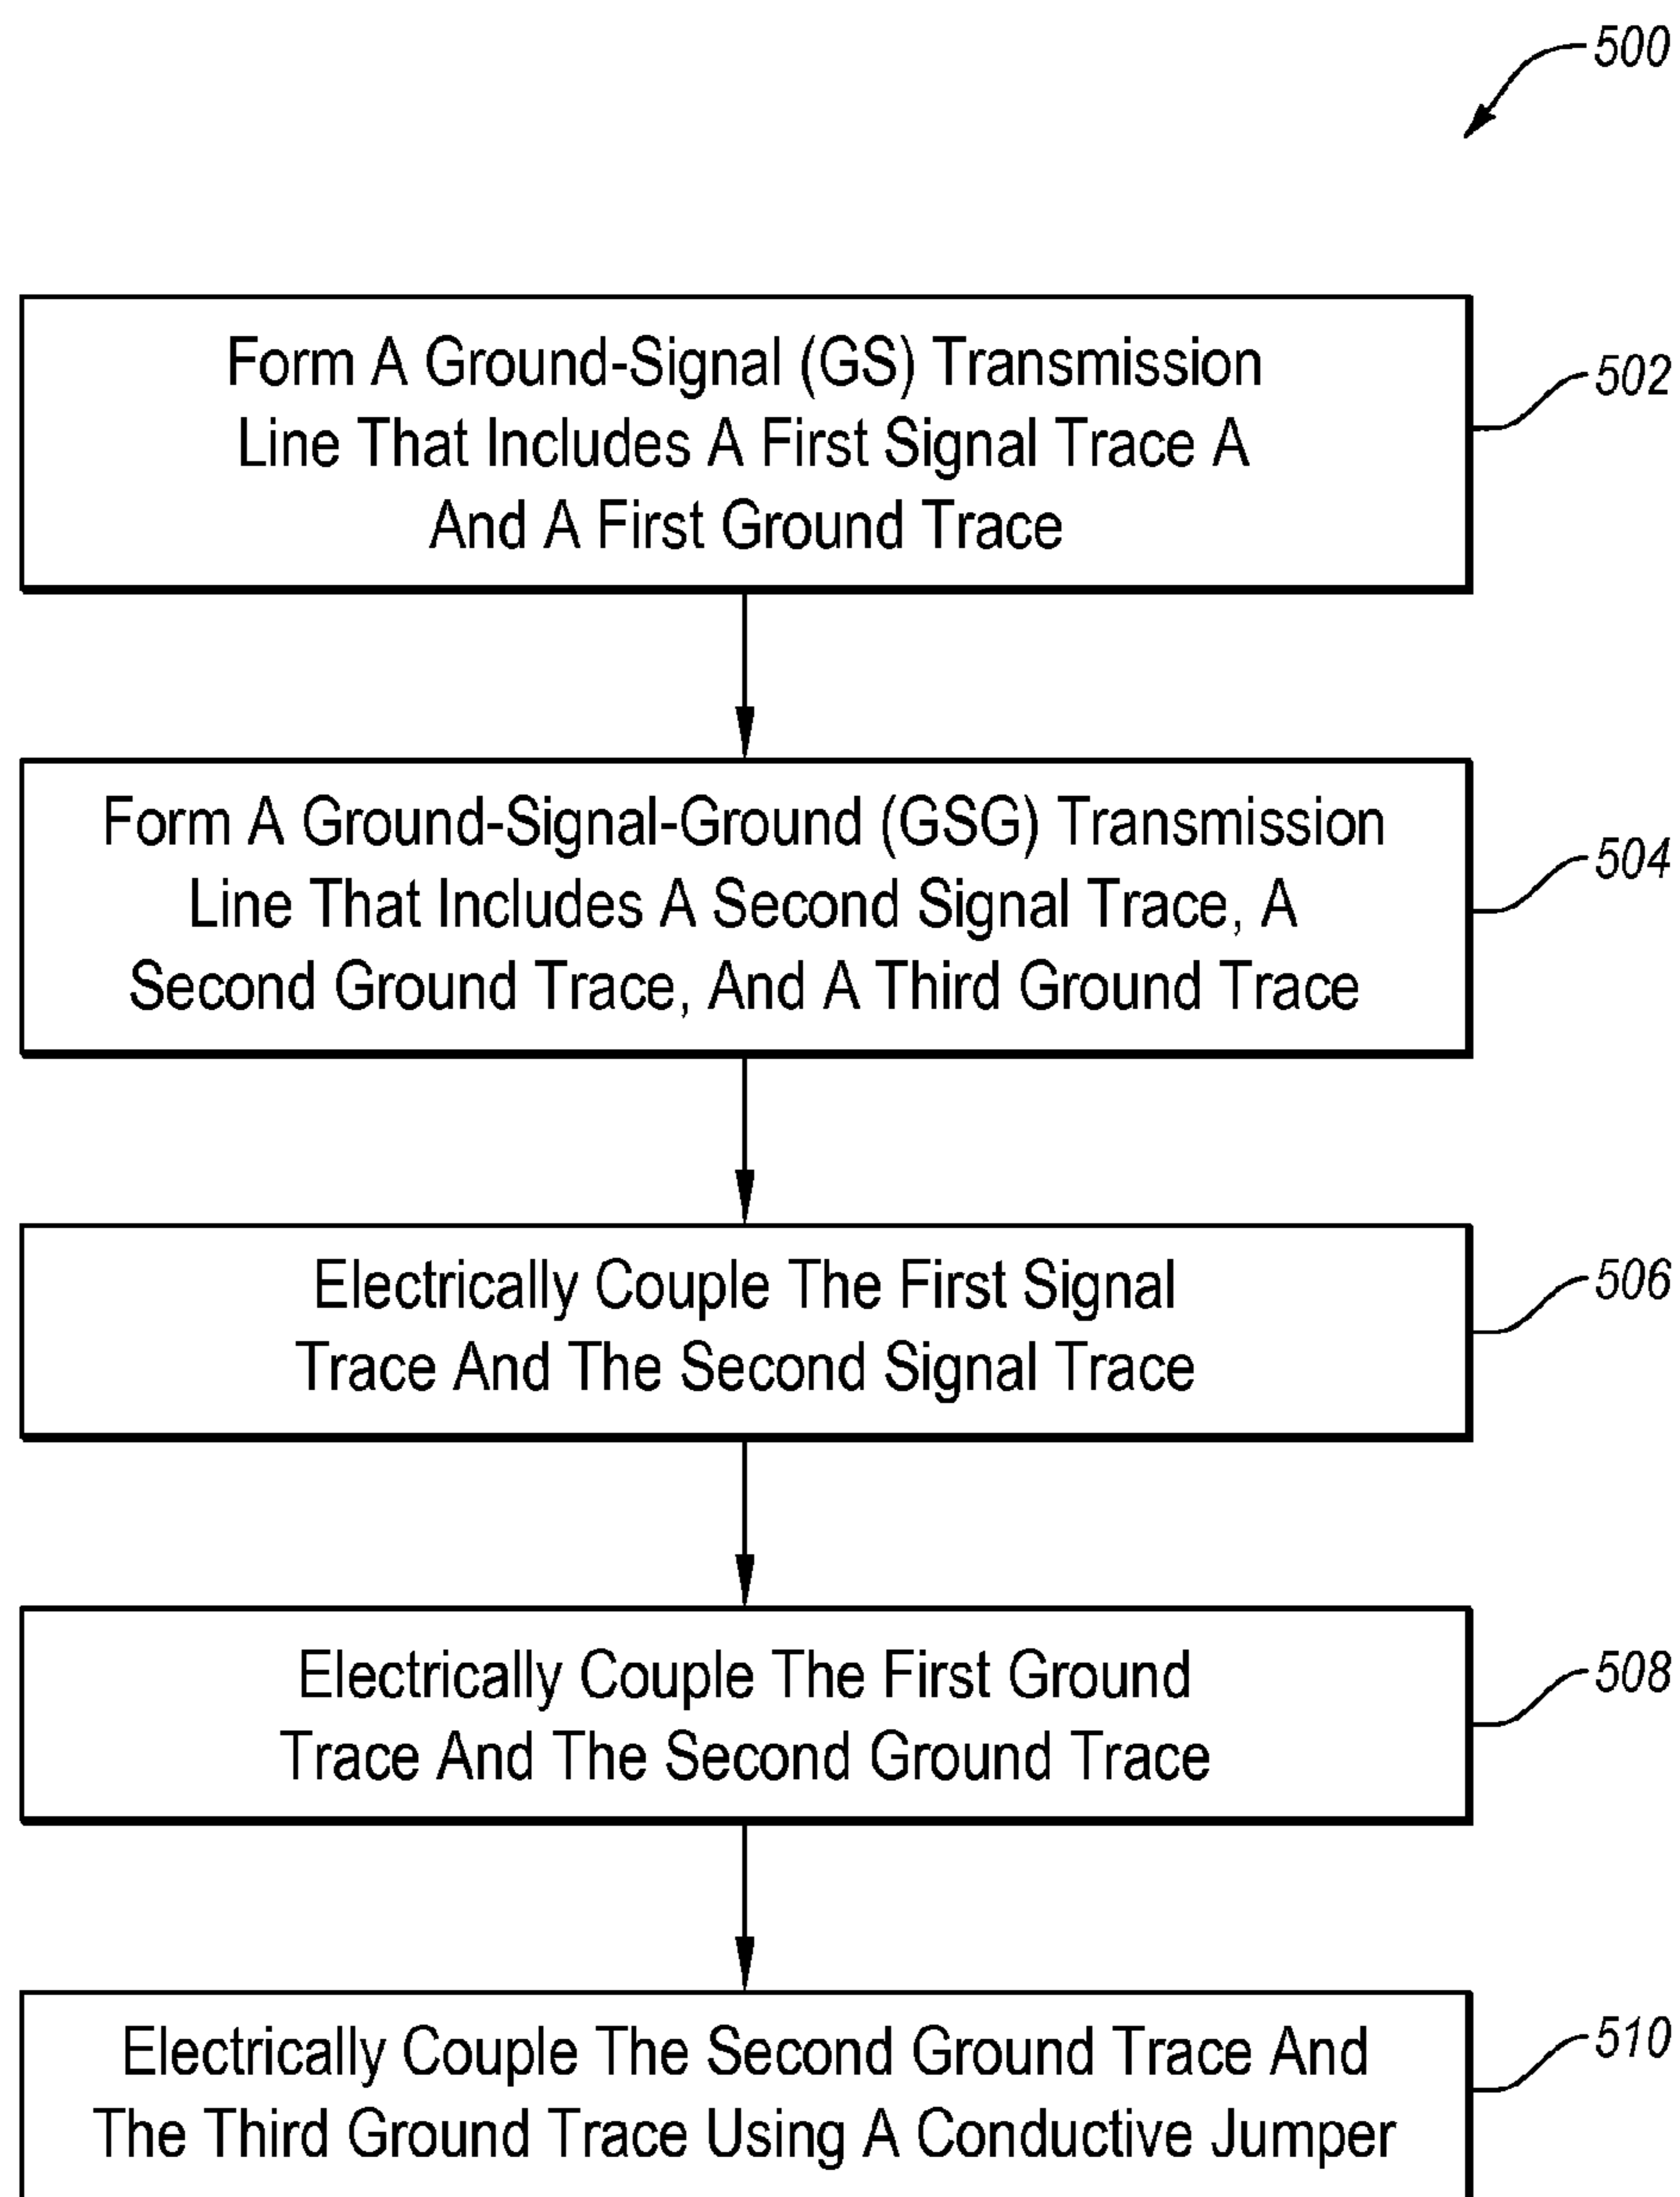 500
Form A Ground-Signal (GS) Transmission
Line That Includes A First Signal Trace A
And A First Ground Trace
502
Form A Ground-Signal-Ground (GSG) Transmission
Line That Includes A Second Signal Trace, A
Second Ground Trace, And A Third Ground Trace
504
Electrically Couple The First Signal
Trace And The Second Signal Trace
506
Electrically Couple The First Ground
Trace And The Second Ground Trace
508
Electrically Couple The Second Ground Trace And
The Third Ground Trace Using A Conductive Jumper
510